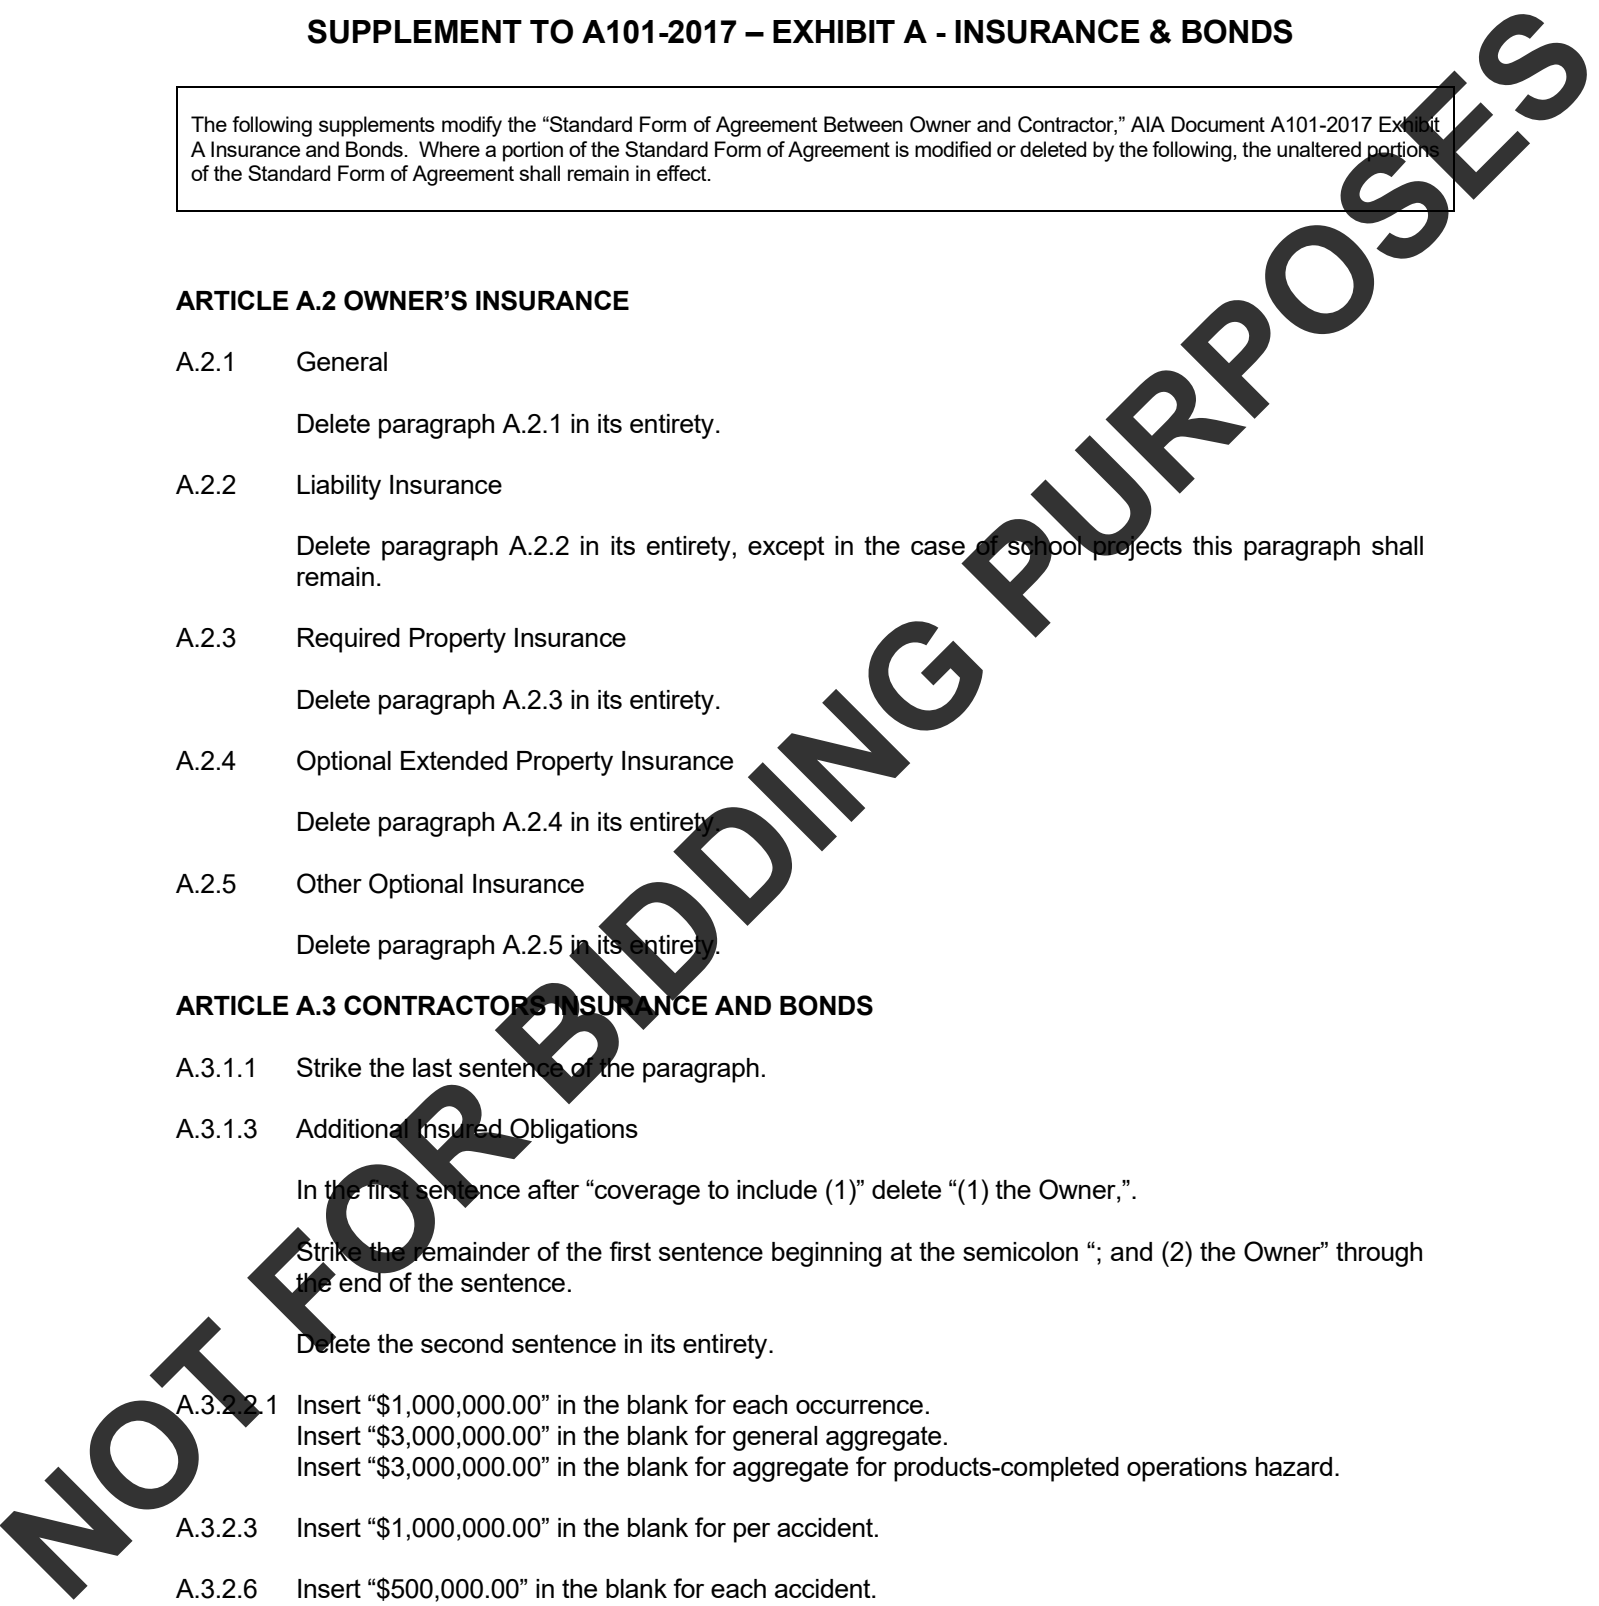 SUPPLEMENT TO A101-2017 – EXHIBIT A - INSURANCE & BONDS
The following supplements modify the “Standard Form of Agreement Between Owner and Contractor,” AIA Document A101-2017 Exhibit
A Insurance and Bonds.  Where a portion of the Standard Form of Agreement is modified or deleted by the following, the unaltered portions
of the Standard Form of Agreement shall remain in effect.
ARTICLE A.2 OWNER’S INSURANCE
A.2.1 General
Delete paragraph A.2.1 in its entirety.
A.2.2 Liability Insurance
Delete paragraph A.2.2 in its entirety, except in the case of school projects this paragraph shall
remain.
A.2.3 Required Property Insurance
Delete paragraph A.2.3 in its entirety.
A.2.4 Optional Extended Property Insurance
Delete paragraph A.2.4 in its entirety.
A.2.5 Other Optional Insurance
Delete paragraph A.2.5 in its entirety.
ARTICLE A.3 CONTRACTORS INSURANCE AND BONDS
A.3.1.1 Strike the last sentence of the paragraph.
A.3.1.3 Additional Insured Obligations
In the first sentence after “coverage to include (1)” delete “(1) the Owner,”.
Strike the remainder of the first sentence beginning at the semicolon “; and (2) the Owner” through
the end of the sentence.
Delete the second sentence in its entirety.
A.3.2.2.1 Insert “$1,000,000.00” in the blank for each occurrence.
Insert “$3,000,000.00” in the blank for general aggregate.
Insert “$3,000,000.00” in the blank for aggregate for products-completed operations hazard.
A.3.2.3 Insert “$1,000,000.00” in the blank for per accident.
A.3.2.6 Insert “$500,000.00” in the blank for each accident.
NOT FOR BIDDING PURPOSES